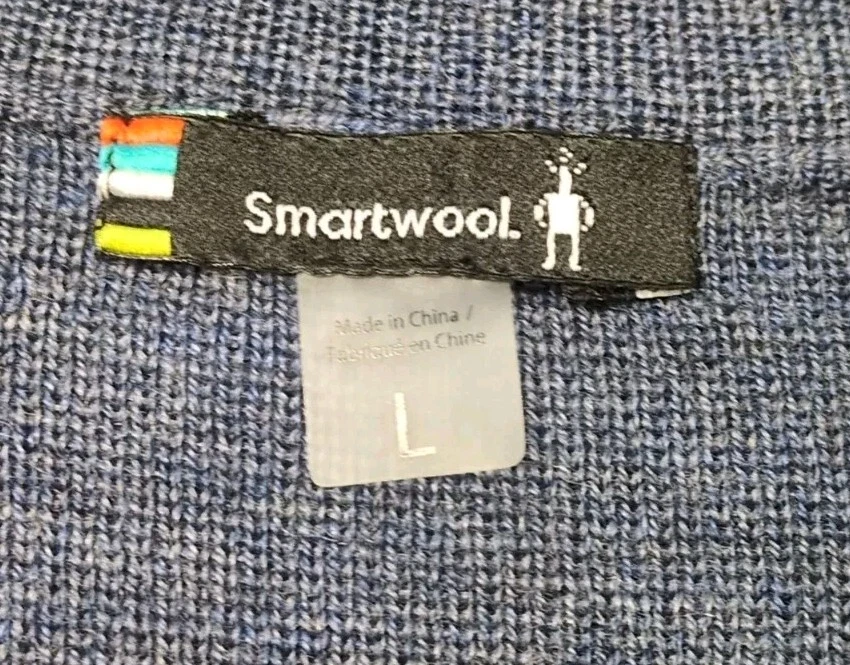 Smartwool.
Made in China /
Fabriqué en Chine
L